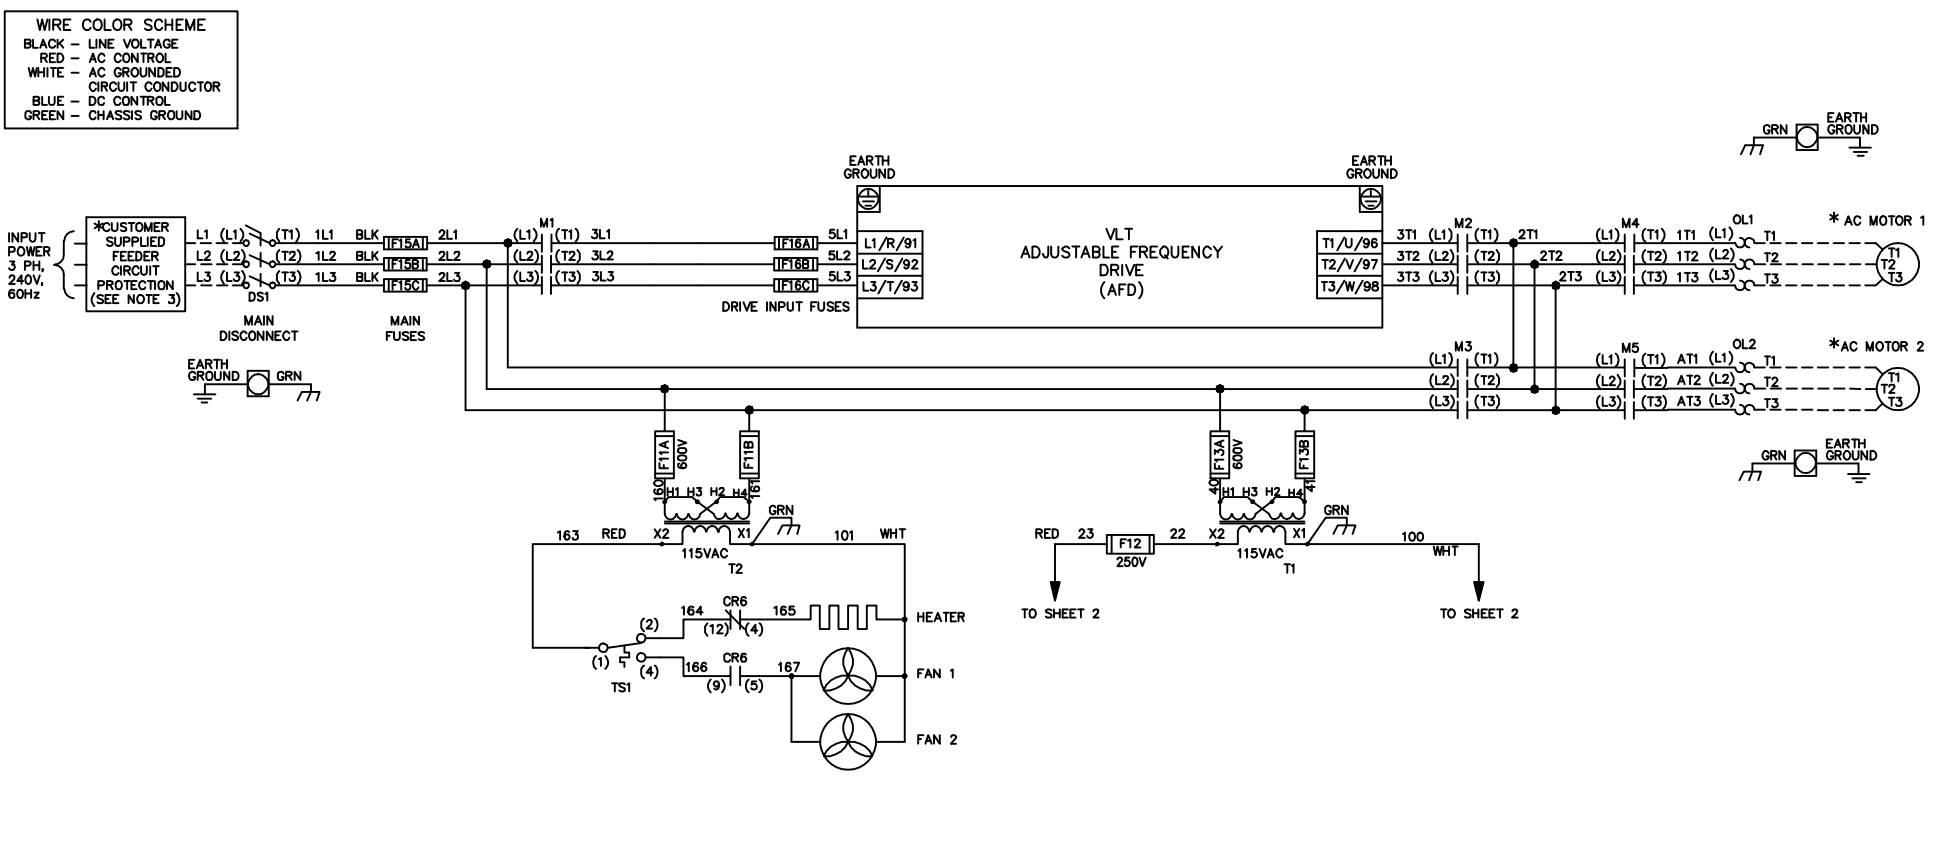 WIRE COLOR SCHEME
BLACK – LINE VOLTAGE
RED – AC CONTROL
WHITE – AC GROUNDED
CIRCUIT CONDUCTOR
BLUE – DC CONTROL
GREEN – CHASSIS GROUND
GRN
EARTH
GROUND
EARTH
GROUND
EARTH
GROUND
INPUT
POWER
3 PH,
240V,
60Hz
*CUSTOMER
SUPPLIED
FEEDER
CIRCUIT
PROTECTION
(SEE NOTE 3)
L1 (L1) (T1) 1L1 BLK F15A 2L1 (L1) M1 (T1) 3L1 F16A 5L1 L1/R/91
L2 (L2) (T2) 1L2 BLK F15B 2L2 (L2) (T2) 3L2 F16B 5L2 L2/S/92
L3 (L3) (T3) 1L3 BLK F15C 2L3 (L3) (T3) 3L3 F16C 5L3 L3/T/93
DS1
MAIN
DISCONNECT
MAIN
FUSES
DRIVE INPUT FUSES
VLT
ADJUSTABLE FREQUENCY
DRIVE
(AFD)
M2 M4 OL1 * AC MOTOR 1
T1/U/96 3T1 (L1) (T1) 2T1 (L1) (T1) 1T1 (L1) T1 T1
T2/V/97 3T2 (L2) (T2) 2T2 (L2) (T2) 1T2 (L2) T2 T2
T3/W/98 3T3 (L3) (T3) 2T3 (L3) (T3) 1T3 (L3) T3 T3
M3 M5 OL2 *AC MOTOR 2
(L1) (T1) (L1) (T1) AT1 (L1) T1 T1
(L2) (T2) (L2) (T2) AT2 (L2) T2 T2
(L3) (T3) (L3) (T3) AT3 (L3) T3 T3
EARTH
GROUND
GRN
GRN
EARTH
GROUND
F11A 600V F11B
160 161
H1 H3 H2 H4
GRN
163 RED X2 X1 101 WHT
115VAC
T2
F13A 600V F13B
40 41
H1 H3 H2 H4
GRN
RED 23 F12 22 X2 X1 100
WHT
250V
115VAC
T1
TO SHEET 2
TO SHEET 2
CR6
164 165
(2) (12) (4)
HEATER
(1)
TS1
(4)
CR6
166 167
(9) (5)
FAN 1
FAN 2